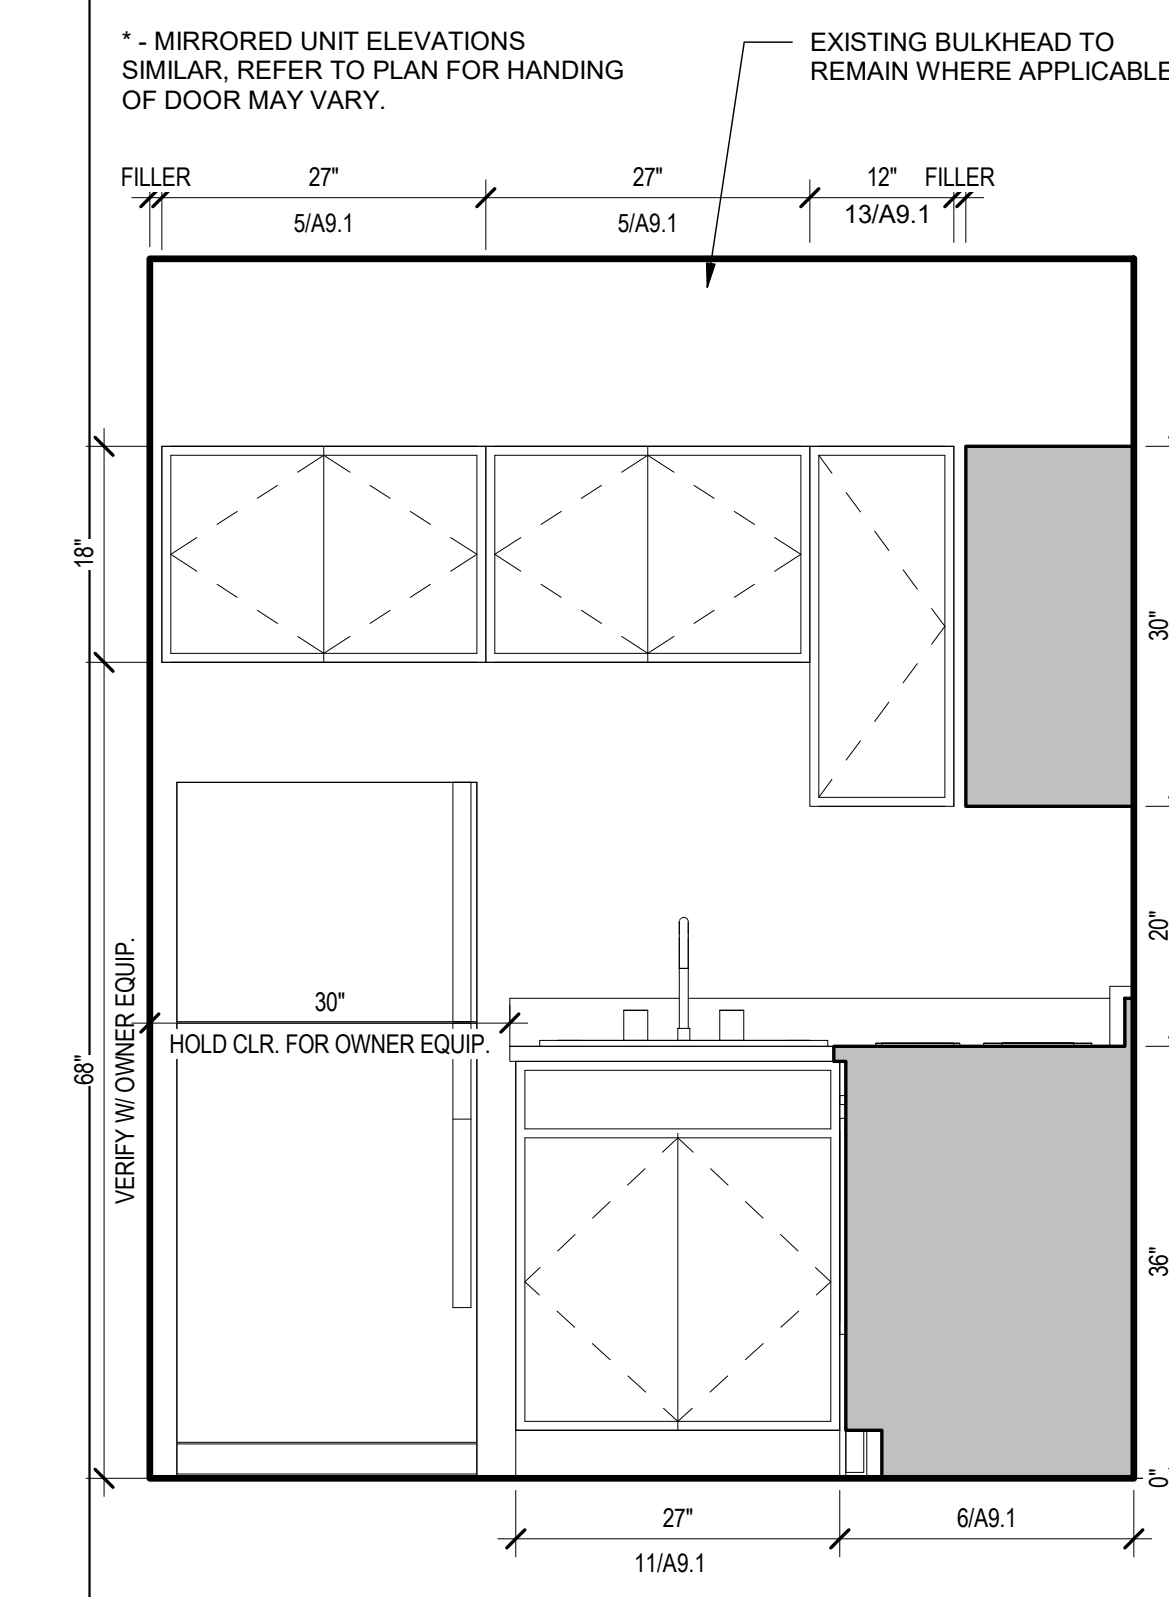 * - MIRRORED UNIT ELEVATIONS
SIMILAR, REFER TO PLAN FOR HANDING
OF DOOR MAY VARY.
EXISTING BULKHEAD TO
REMAIN WHERE APPLICABLE
FILLER
27"
27"
12"
FILLER
5/A9.1
5/A9.1
13/A9.1
18"
30"
20"
30"
HOLD CLR. FOR OWNER EQUIP.
68"
VERIFY W/ OWNER EQUIP.
36"
0"
27"
6/A9.1
11/A9.1